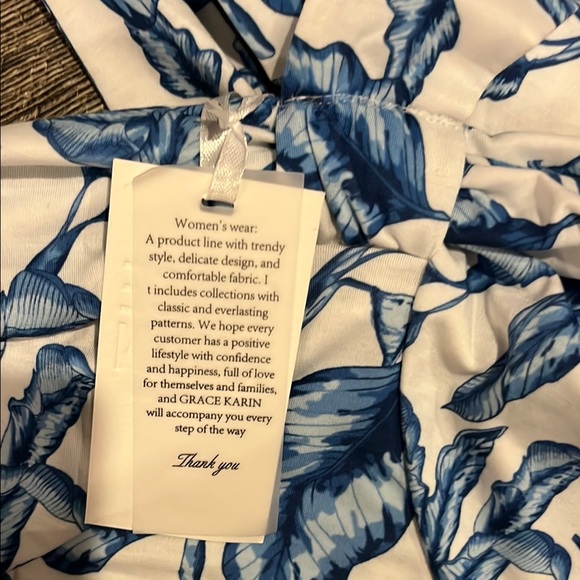 Women's wear:
A product line with trendy
style, delicate design, and
comfortable fabric. I
t includes collections with
classic and everlasting
patterns. We hope every
customer has a positive
lifestyle with confidence
and happiness, full of love
for themselves and families,
and GRACE KARIN
will accompany you every
step of the way
Thank you